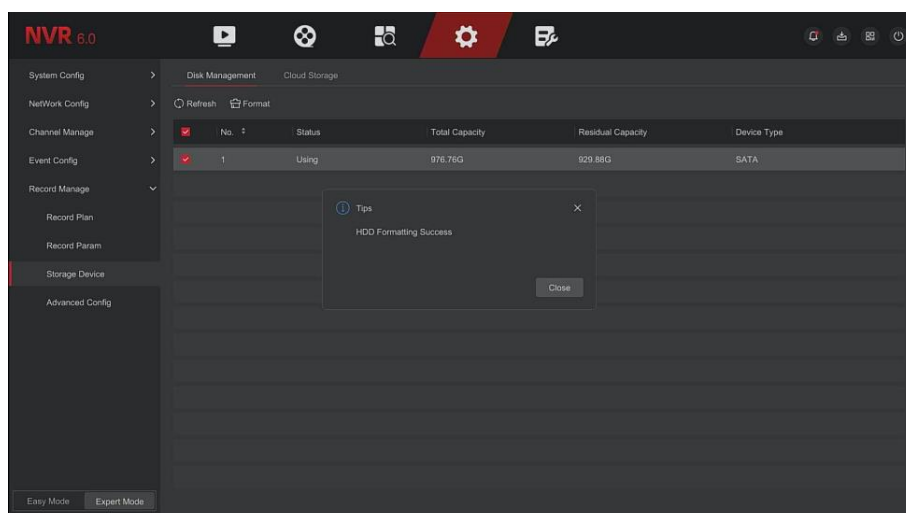 NVR 6.0
System Config
NetWork Config
Channel Manage
Event Config
Record Manage
Record Plan
Record Param
Storage Device
Advanced Config
Easy Mode Expert Mode
Disk Management Cloud Storage
Refresh Format
No. Status Total Capacity Residual Capacity Device Type
1 Using 976.76G 929.88G SATA
Tips
HDD Formatting Success
Close